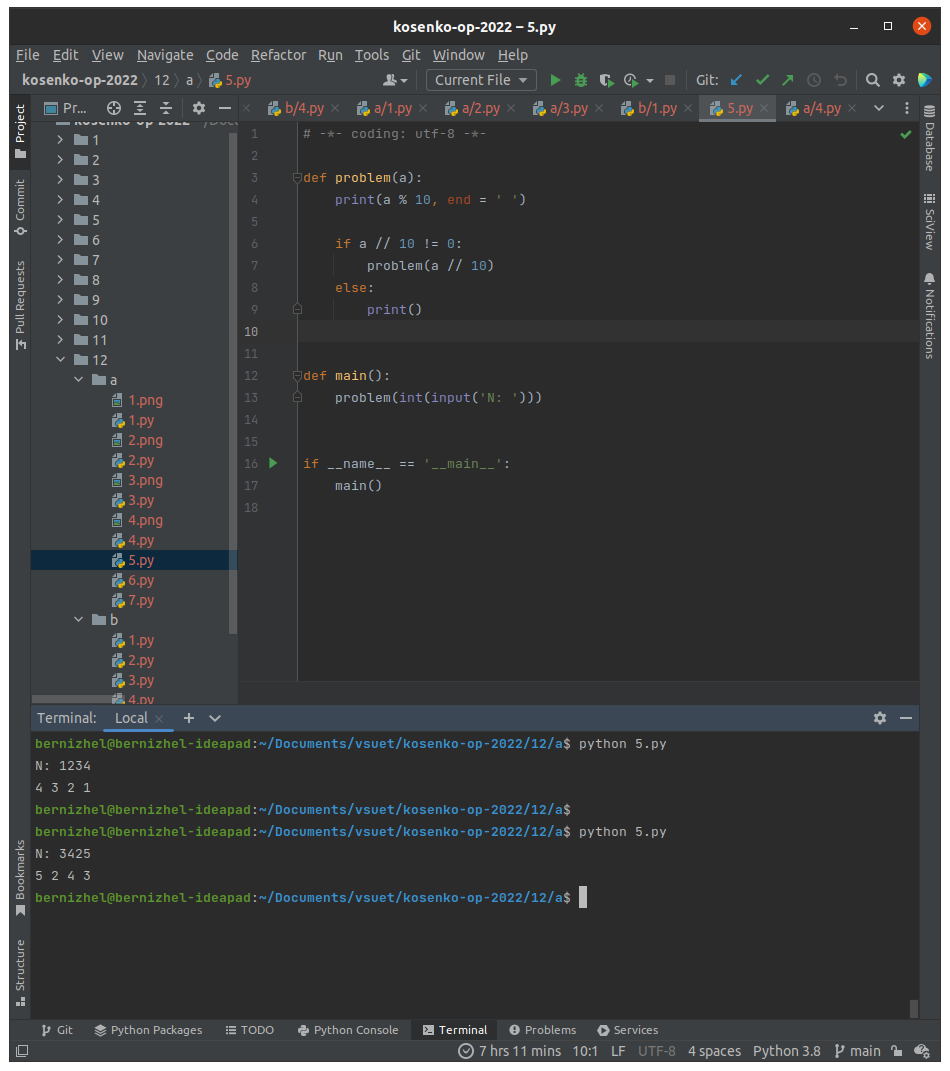 kosenko-op-2022 – 5.py
File Edit View Navigate Code Refactor Run Tools Git Window Help
kosenko-op-2022 12 a 5.py Current File Git:
Project
Commit
Pull Requests
Bookmarks
Structure
Pr...
b/4.py a/1.py a/2.py a/3.py b/1.py 5.py a/4.py
1
2
3
4
5
6
7
8
9
10
11
12
a
1.png
1.py
2.png
2.py
3.png
3.py
4.png
4.py
5.py
6.py
7.py
b
1.py
2.py
3.py
4.py
1 # -*- coding: utf-8 -*-
2
3 def problem(a):
4     print(a % 10, end = ' ')
5
6     if a // 10 != 0:
7         problem(a // 10)
8     else:
9         print()
10
11
12 def main():
13     problem(int(input('N: ')))
14
15
16 if __name__ == '__main__':
17     main()
18
Database
SciView
Notifications
Terminal: Local
bernizhel@bernizhel-ideapad:~/Documents/vsuet/kosenko-op-2022/12/a$ python 5.py
N: 1234
4 3 2 1
bernizhel@bernizhel-ideapad:~/Documents/vsuet/kosenko-op-2022/12/a$
bernizhel@bernizhel-ideapad:~/Documents/vsuet/kosenko-op-2022/12/a$ python 5.py
N: 3425
5 2 4 3
bernizhel@bernizhel-ideapad:~/Documents/vsuet/kosenko-op-2022/12/a$
Git Python Packages TODO Python Console Terminal Problems Services
7 hrs 11 mins 10:1 LF UTF-8 4 spaces Python 3.8 main